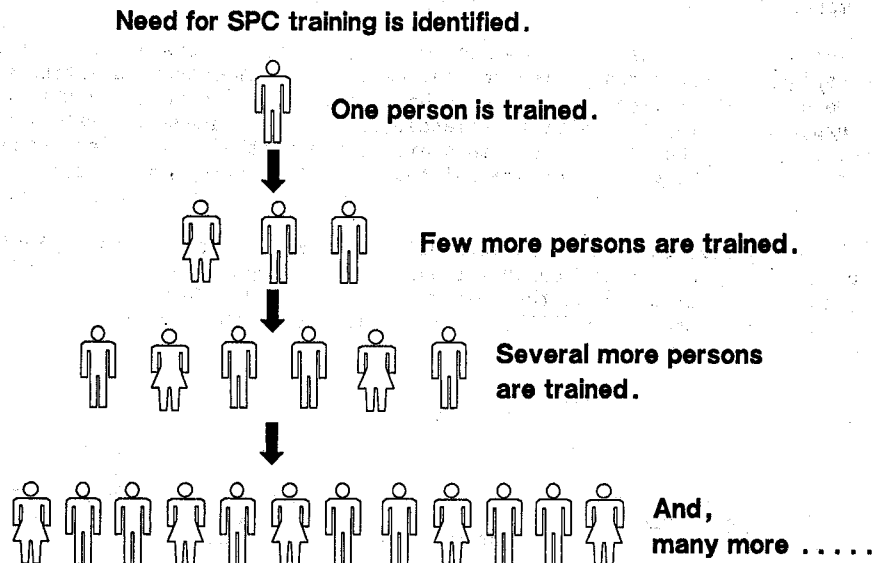 Need for SPC training is identified.
One person is trained.
Few more persons are trained.
Several more persons
are trained.
And,
many more .....